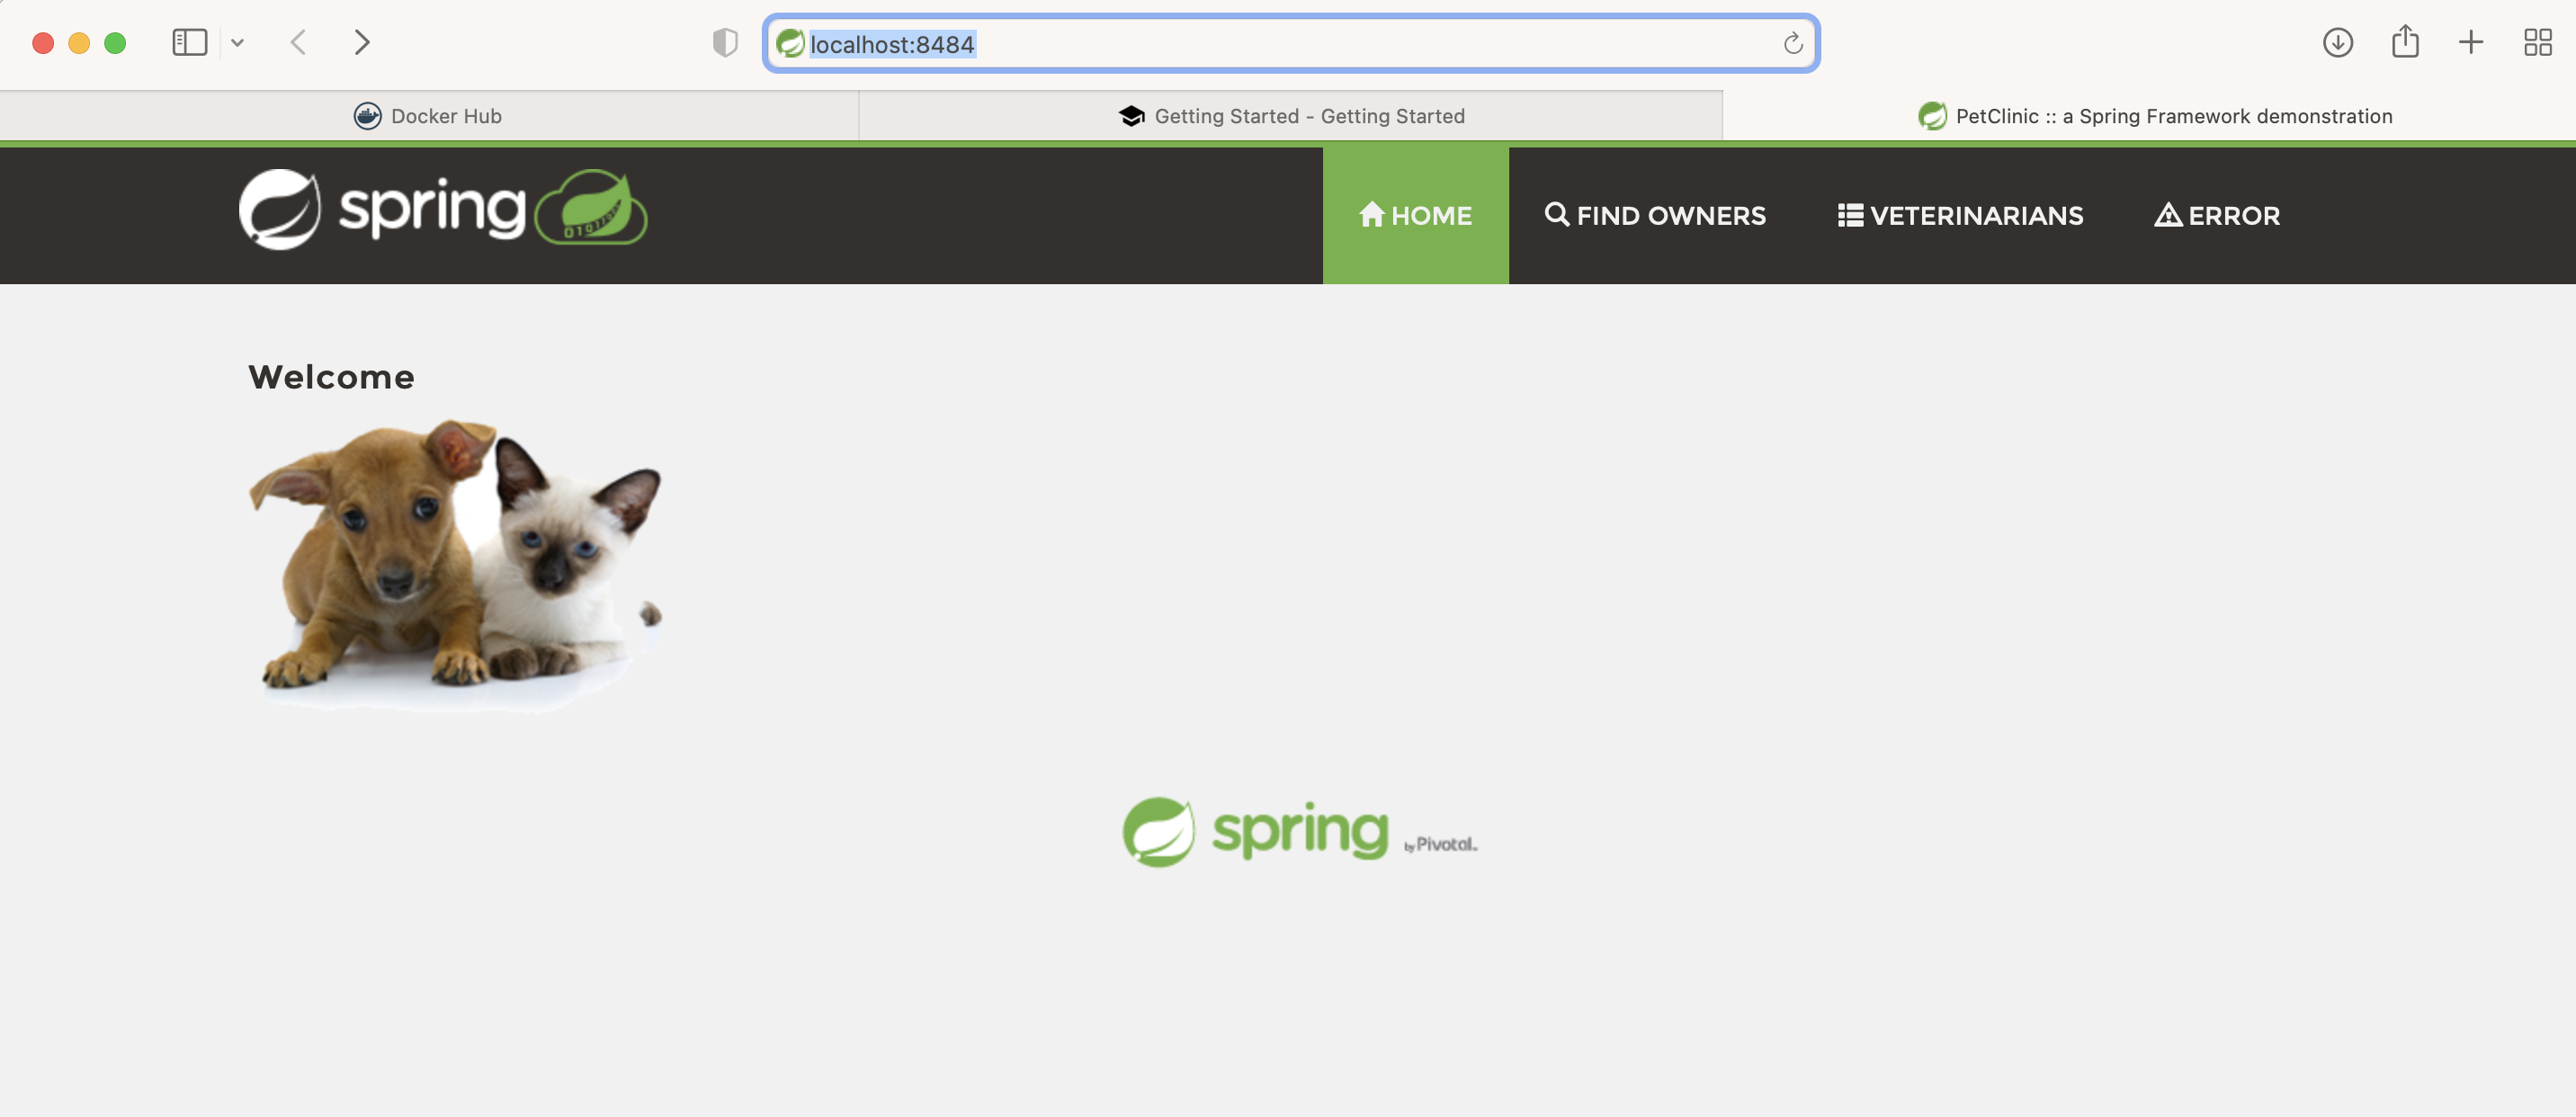 localhost:8484
Docker Hub
Getting Started - Getting Started
PetClinic :: a Spring Framework demonstration
spring
010101
HOME
FIND OWNERS
VETERINARIANS
ERROR
Welcome
spring by Pivotal.